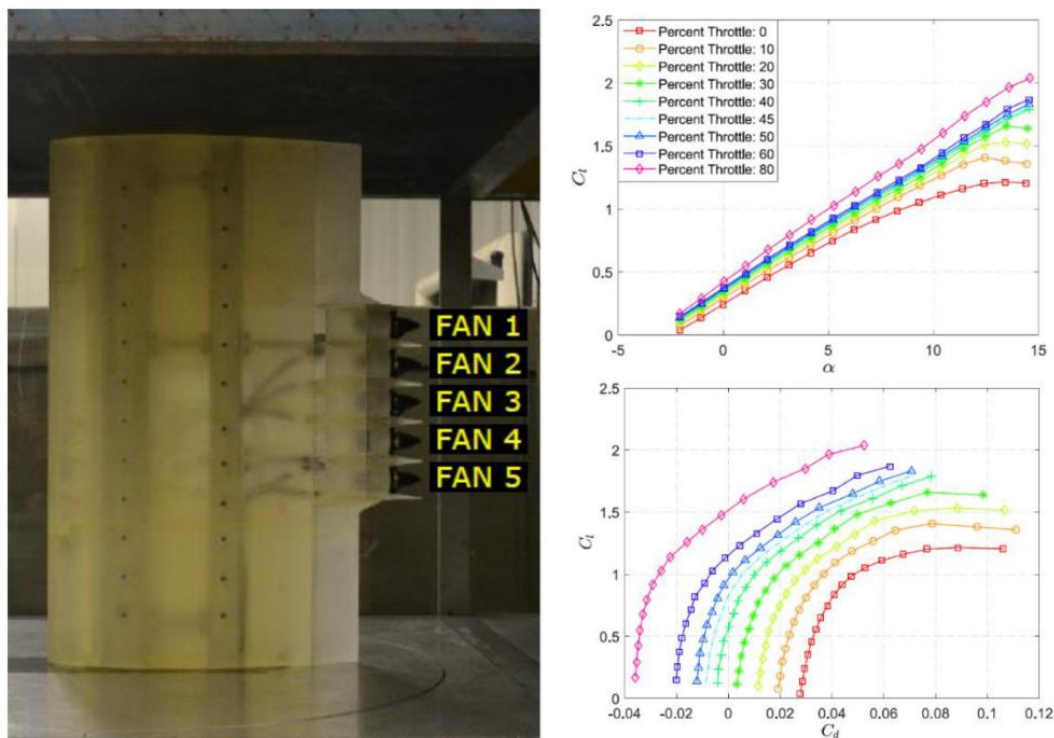 FAN 1
FAN 2
FAN 3
FAN 4
FAN 5
2.5
2
1.5
1
0.5
0
-5
0
5
10
15
C_l
α
Percent Throttle: 0
Percent Throttle: 10
Percent Throttle: 20
Percent Throttle: 30
Percent Throttle: 40
Percent Throttle: 45
Percent Throttle: 50
Percent Throttle: 60
Percent Throttle: 80
2.5
2
1.5
1
0.5
0
-0.04
-0.02
0
0.02
0.04
0.06
0.08
0.1
0.12
C_l
C_d